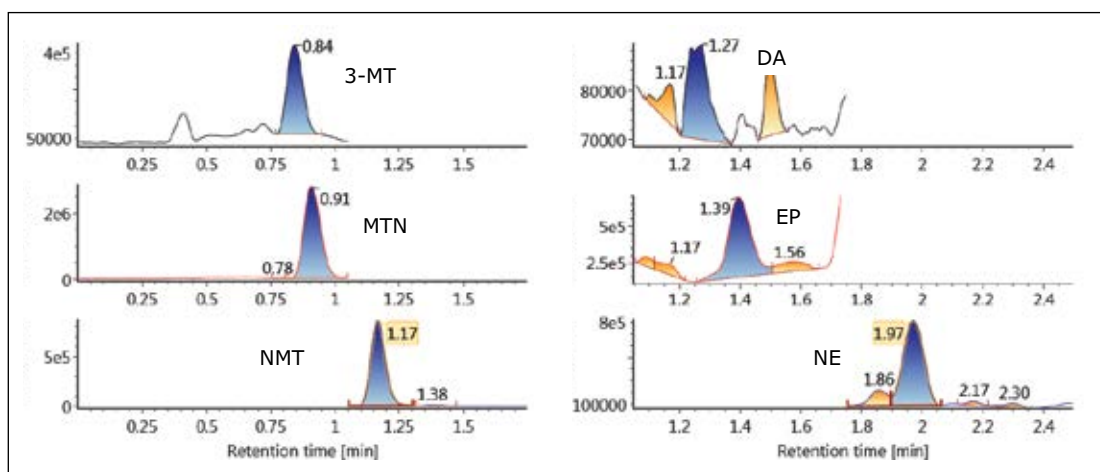 4e5
50000
0.84
3-MT
0.25 0.5 0.75 1 1.25 1.5
2e6
0
0.78
0.91
MTN
0.25 0.5 0.75 1 1.25 1.5
5e5
0
NMT
1.17
1.38
0.25 0.5 0.75 1 1.25 1.5
Retention time [min]
80000
70000
1.17
1.27
DA
1.2 1.4 1.6 1.8 2 2.2 2.4
5e5
2.5e5
1.17
1.39
1.56
EP
1.2 1.4 1.6 1.8 2 2.2 2.4
8e5
100000
NE
1.86
1.97
2.17
2.30
1.2 1.4 1.6 1.8 2 2.2 2.4
Retention time [min]